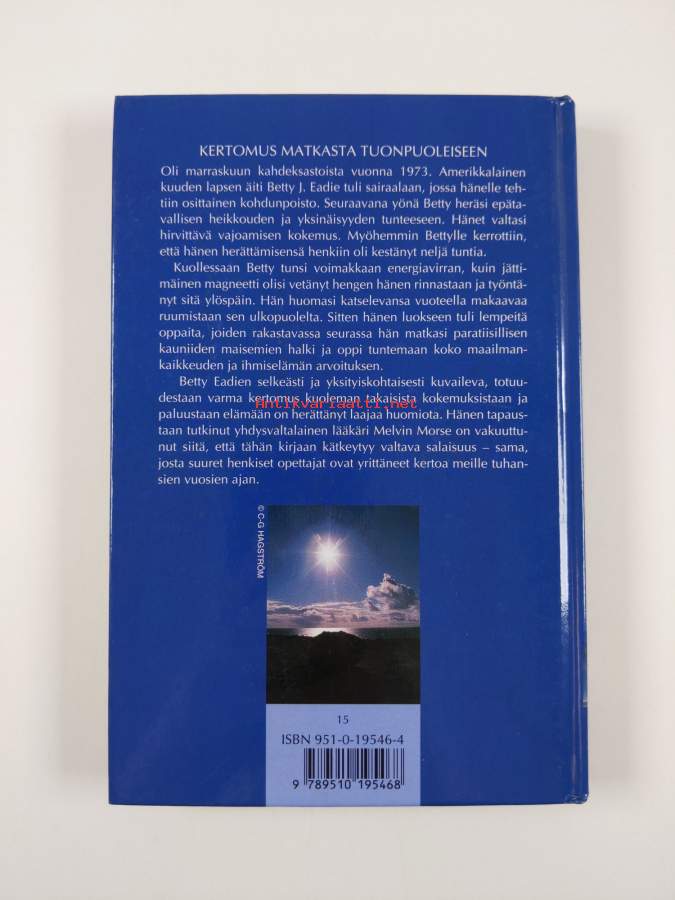 KERTOMUS MATKASTA TUONPUOLEISEEN
Oli marraskuun kahdeksastoista vuonna 1973. Amerikkalainen
kuuden lapsen äiti Betty J. Eadie tuli sairaalaan, jossa hänelle teh-
tiin osittainen kohdunpoisto. Seuraavana yönä Betty heräsi epäta-
vallisen heikkouden ja yksinäisyyden tunteeseen. Hänet valtasi
hirvittävä vajoamisen kokemus. Myöhemmin Bettylle kerrottiin,
että hänen herättämisensä henkiin oli kestänyt neljä tuntia.
Kuollessaan Betty tunsi voimakkaan energiavirran, kuin jätti-
mäinen magneetti olisi vetänyt hengen hänen rinnastaan ja työntä-
nyt sitä ylöspäin. Hän huomasi katselevansa vuoteella makaavaa
ruumistaan sen ulkopuolelta. Sitten hänen luokseen tuli lempeitä
oppaita, joiden rakastavassa seurassa hän matkasi paratiisillisen
kauniiden maisemien halki ja oppi tuntemaan koko maailman-
kaikkeuden ja ihmiselämän arvoituksen.
Betty Eadien selkeästi ja yksityiskohtaisesti kuvaileva, totuu-
destaan varma kertomus kuoleman takaisista kokemuksistaan ja
Antikvariaatti.net
paluustaan elämään on herättänyt laajaa huomiota. Hänen tapaus-
taan tutkinut yhdysvaltalainen lääkäri Melvin Morse on vakuuttu-
nut siitä, että tähän kirjaan kätkeytyy valtava salaisuus – sama,
josta suuret henkiset opettajat ovat yrittäneet kertoa meille tuhan-
sien vuosien ajan.
© C-G HAGSTRÖM
15
ISBN 951-0-19546-4
9 789510 195468